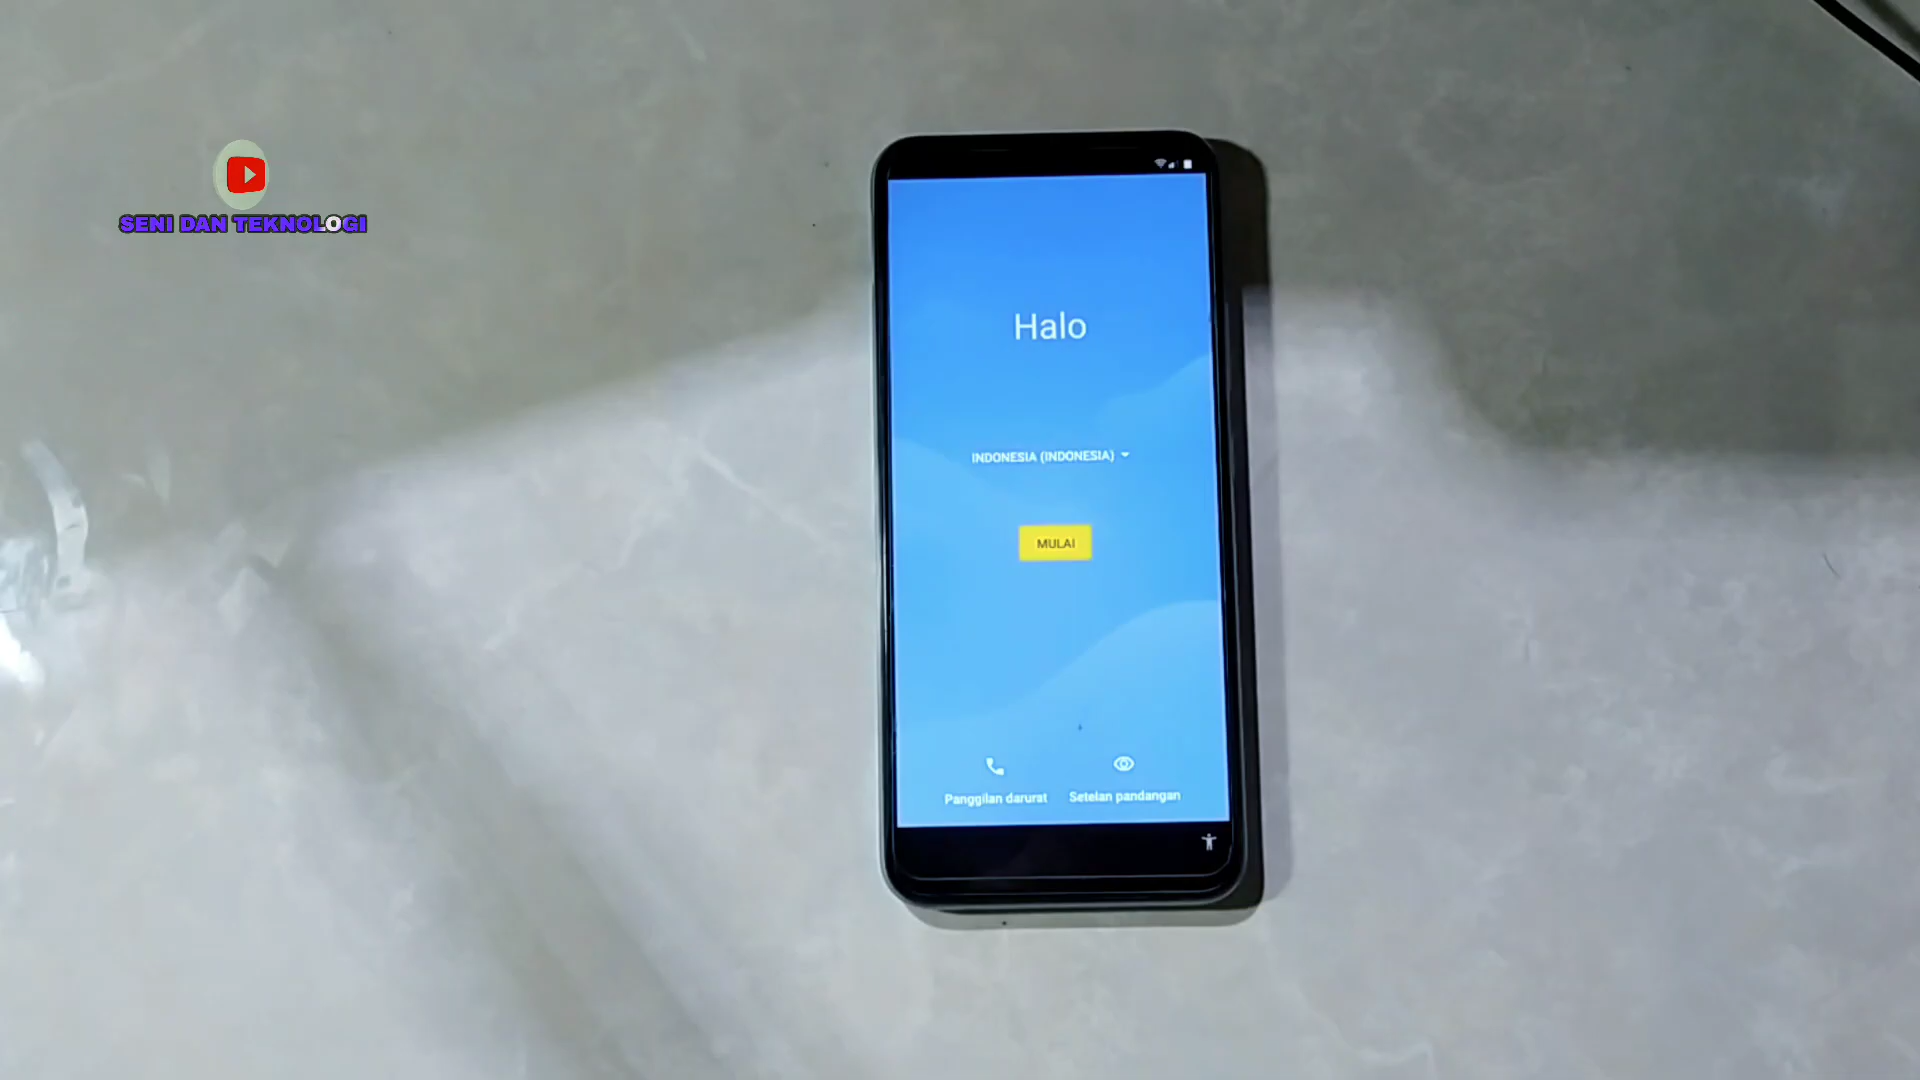 SENI DAN TEKNOLOGI
Halo
INDONESIA (INDONESIA)
MULAI
Panggilan darurat
Setelan pandangan